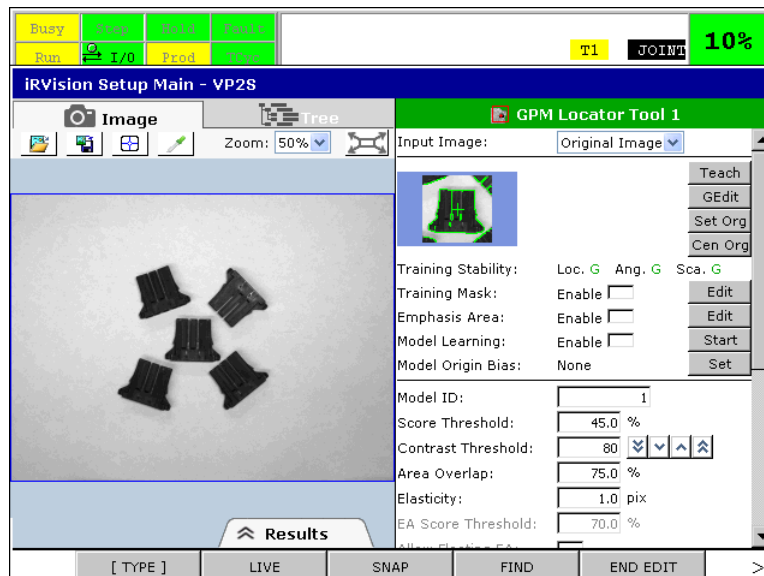 Busy Step Hold Fault
Run I/O Prod TCyc
T1 JOINT 10%
iRVision Setup Main - VP2S
Image Tree GPM Locator Tool 1
Zoom: 50% Input Image: Original Image
Teach
GEdit
Set Org
Cen Org
Training Stability: Loc. G Ang. G Sca. G
Training Mask: Enable Edit
Emphasis Area: Enable Edit
Model Learning: Enable Start
Model Origin Bias: None Set
Model ID: 1
Score Threshold: 45.0 %
Contrast Threshold: 80
Area Overlap: 75.0 %
Elasticity: 1.0 pix
EA Score Threshold: 70.0 %
Results
[ TYPE ] LIVE SNAP FIND END EDIT >